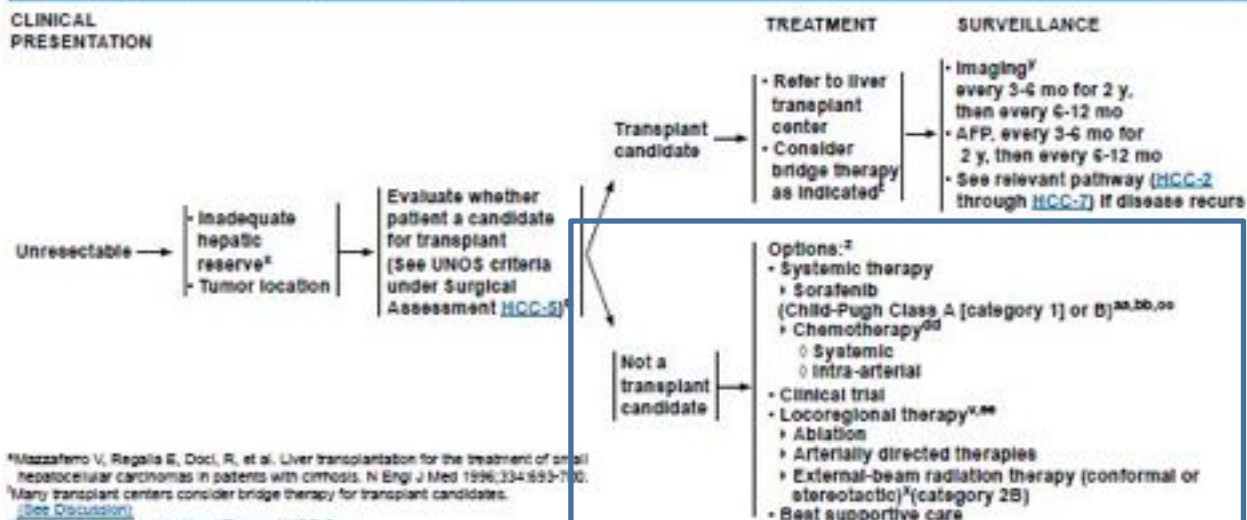 CLINICAL
PRESENTATION
TREATMENT
SURVEILLANCE
Unresectable
• Inadequate
hepatic
reserve
• Tumor location
Evaluate whether
patient a candidate
for transplant
(See UNOS criteria
under Surgical
Assessment HCC-5)
Transplant
candidate
• Refer to liver
transplant
center
• Consider
bridge therapy
as indicated
• Imaging
every 3-6 mo for 2 y,
then every 6-12 mo
• AFP, every 3-6 mo for
2 y, then every 6-12 mo
• See relevant pathway (HCC-2
through HCC-7) if disease recurs
Not a
transplant
candidate
Options:
• Systemic therapy
▸ Sorafenib
(Child-Pugh Class A [category 1] or B)
▸ Chemotherapy
◊ Systemic
◊ Intra-arterial
• Clinical trial
• Locoregional therapy
▸ Ablation
▸ Arterially directed therapies
▸ External-beam radiation therapy (conformal or
stereotactic) (category 2B)
• Best supportive care
Mazzaferro V, Regalia E, Doci, R, et al. Liver transplantation for the treatment of small
hepatocellular carcinomas in patients with cirrhosis. N Engl J Med 1996;334:693-700.
Many transplant centers consider bridge therapy for transplant candidates.
(See Discussion)